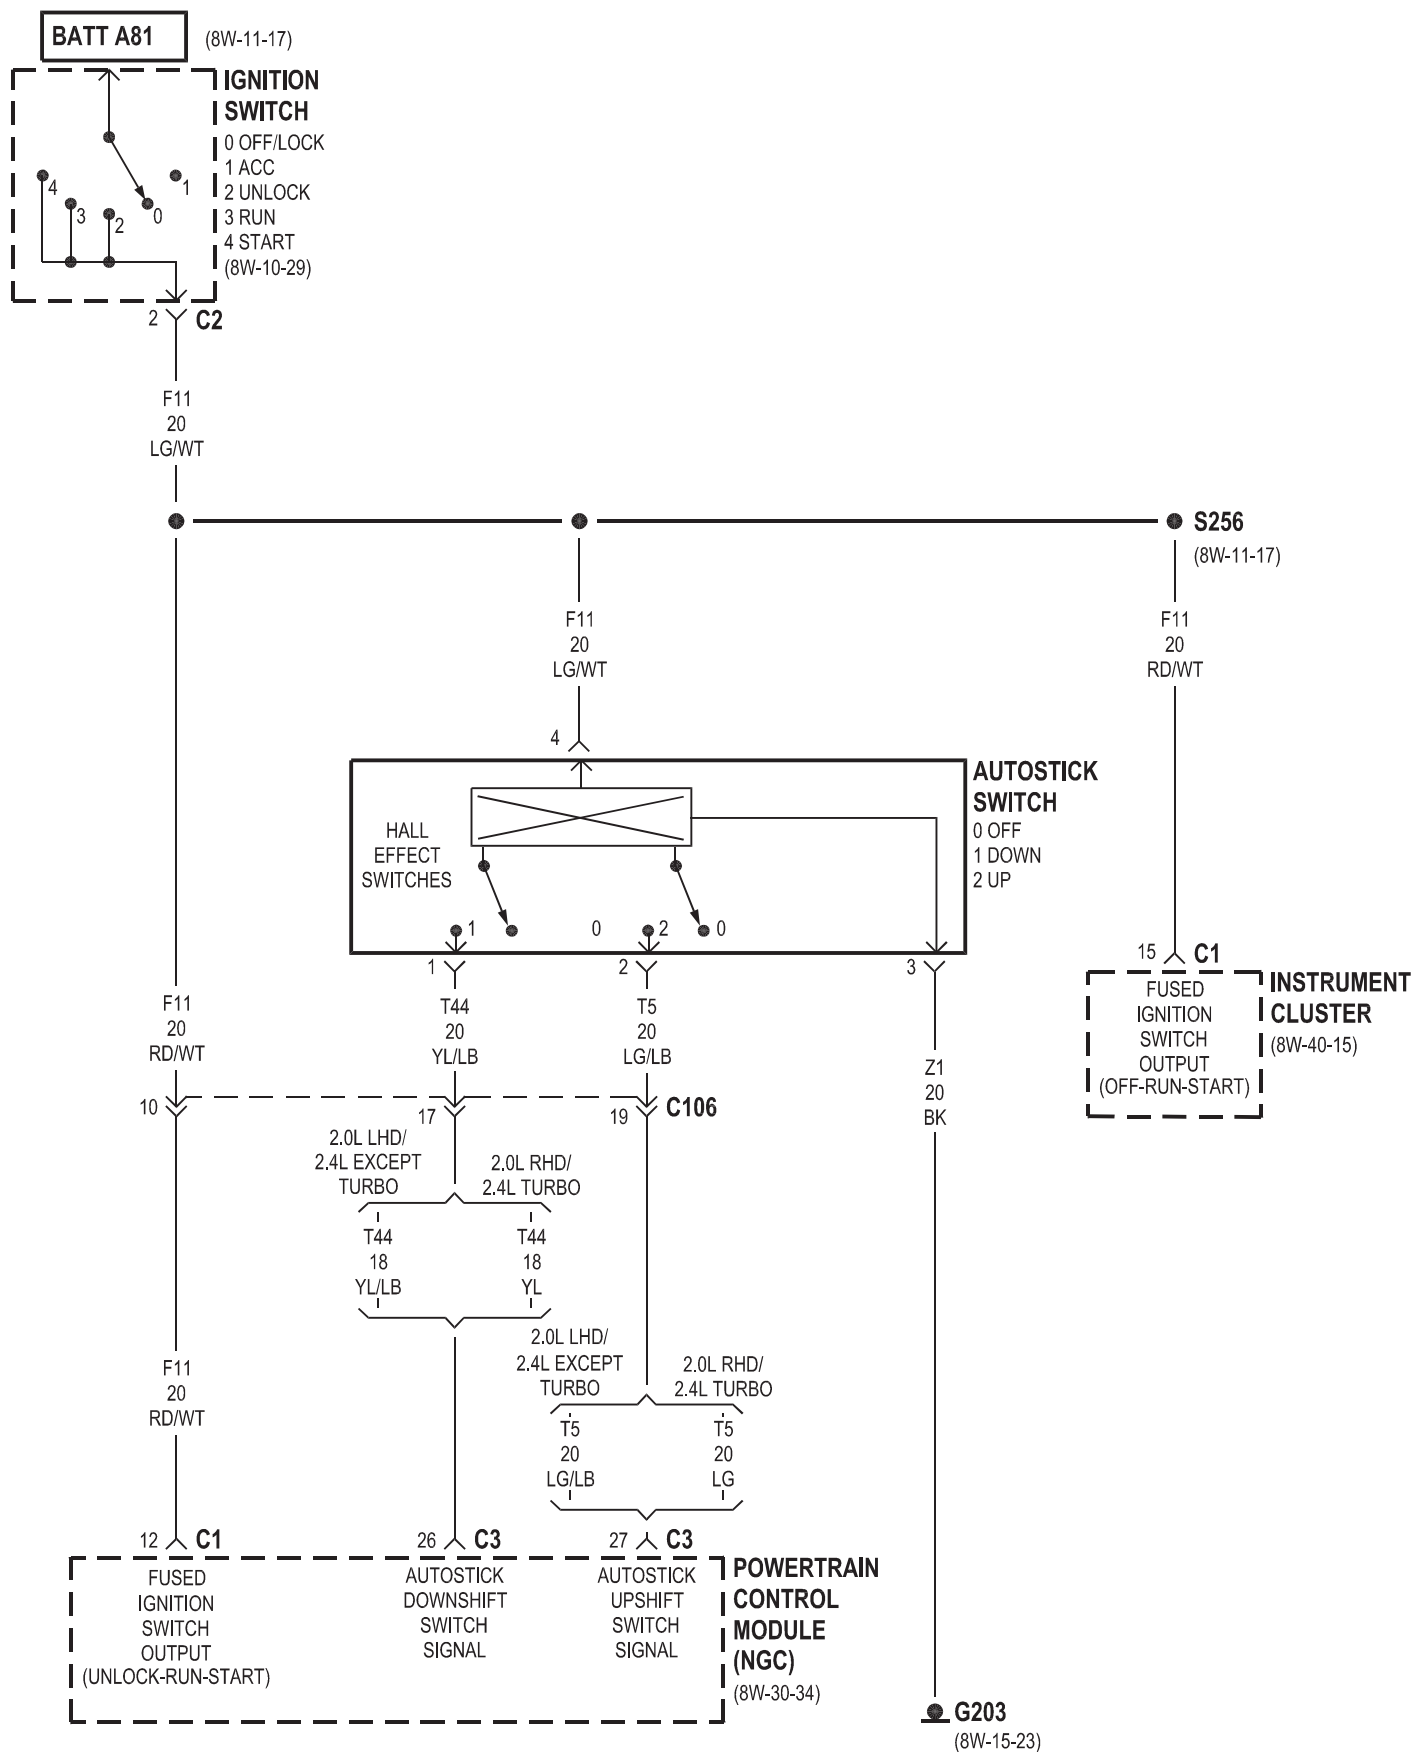 BATT A81
(8W-11-17)
IGNITION
SWITCH
0 OFF/LOCK
1 ACC
2 UNLOCK
3 RUN
4 START
(8W-10-29)
4
3
2
0
1
2
C2
F11
20
LG/WT
S256
(8W-11-17)
F11
20
LG/WT
F11
20
RD/WT
4
AUTOSTICK
SWITCH
0 OFF
1 DOWN
2 UP
HALL
EFFECT
SWITCHES
1
0
2
0
1
2
3
15
C1
INSTRUMENT
CLUSTER
(8W-40-15)
FUSED
IGNITION
SWITCH
OUTPUT
(OFF-RUN-START)
F11
20
RD/WT
T44
20
YL/LB
T5
20
LG/LB
Z1
20
BK
10
17
19
C106
2.0L LHD/
2.4L EXCEPT
TURBO
2.0L RHD/
2.4L TURBO
T44
18
YL/LB
T44
18
YL
2.0L LHD/
2.4L EXCEPT
TURBO
2.0L RHD/
2.4L TURBO
F11
20
RD/WT
T5
20
LG/LB
T5
20
LG
12
C1
26
C3
27
C3
FUSED
IGNITION
SWITCH
OUTPUT
(UNLOCK-RUN-START)
AUTOSTICK
DOWNSHIFT
SWITCH
SIGNAL
AUTOSTICK
UPSHIFT
SWITCH
SIGNAL
POWERTRAIN
CONTROL
MODULE
(NGC)
(8W-30-34)
G203
(8W-15-23)